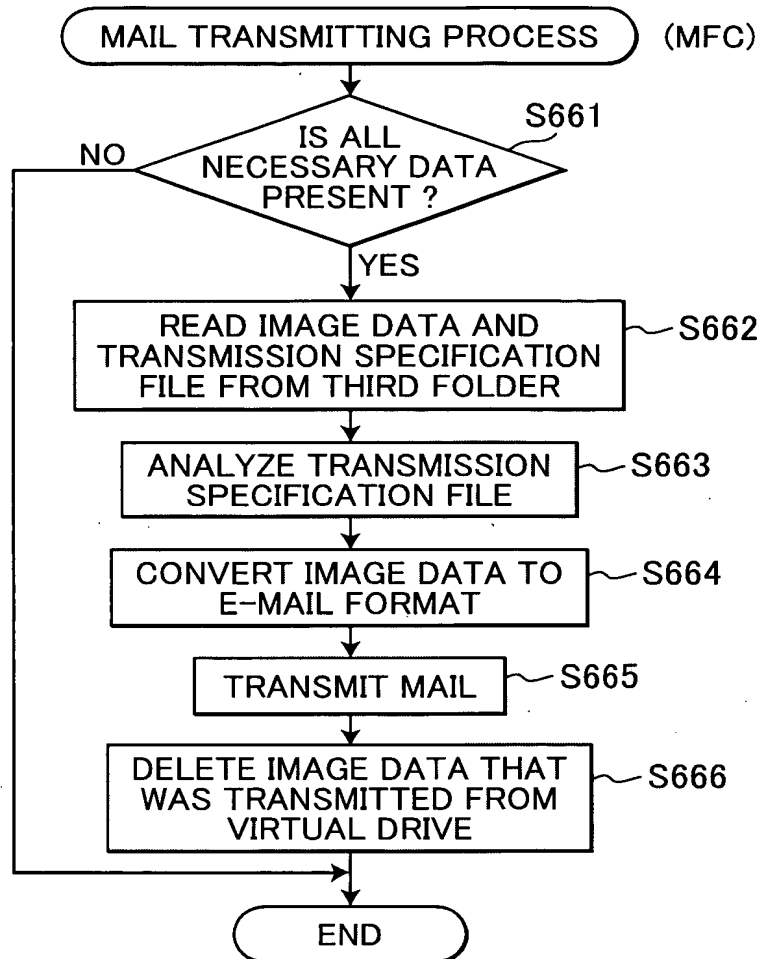 MAIL TRANSMITTING PROCESS
(MFC)
S661
IS ALL
NECESSARY DATA
PRESENT ?
NO
YES
READ IMAGE DATA AND
TRANSMISSION SPECIFICATION
FILE FROM THIRD FOLDER
S662
ANALYZE TRANSMISSION
SPECIFICATION FILE
S663
CONVERT IMAGE DATA TO
E-MAIL FORMAT
S664
TRANSMIT MAIL
S665
DELETE IMAGE DATA THAT
WAS TRANSMITTED FROM
VIRTUAL DRIVE
S666
END